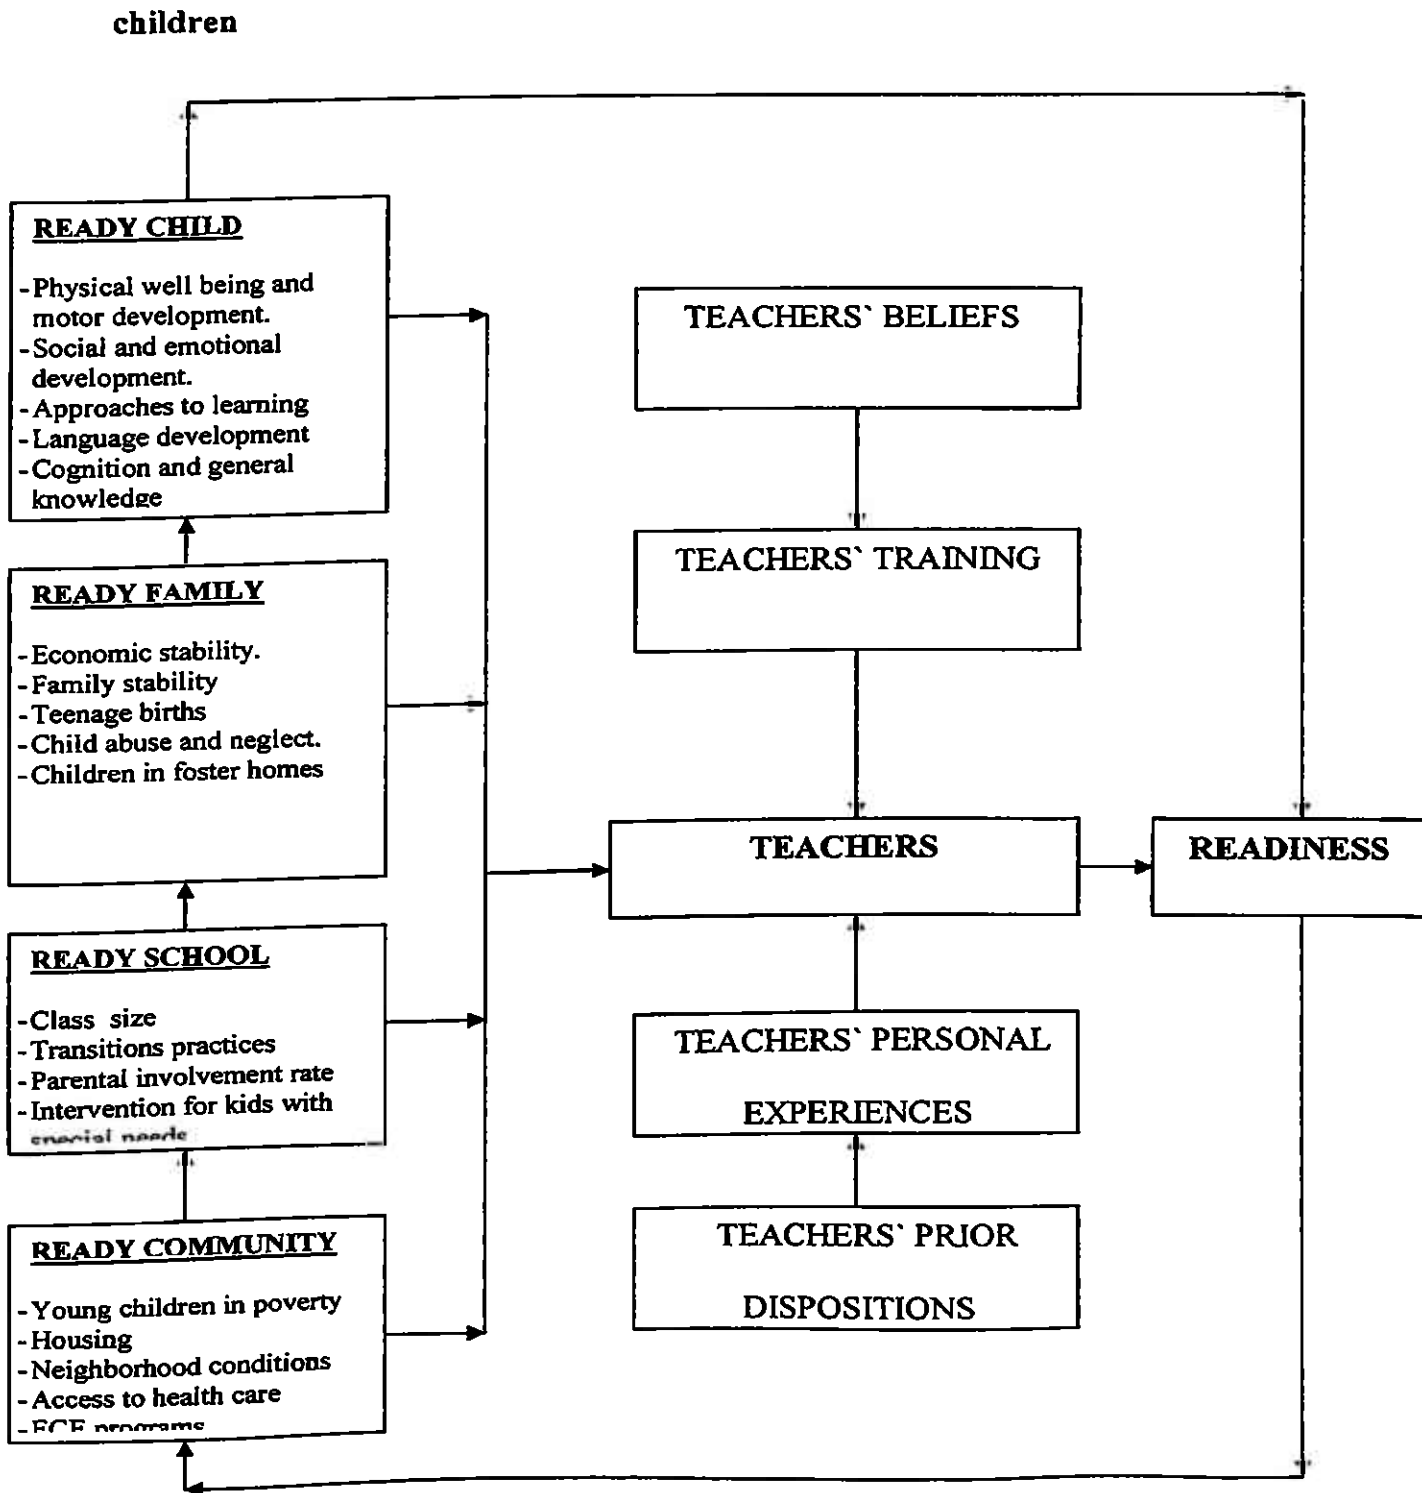 children
READY CHILD
-Physical well being and
motor development.
-Social and emotional
development.
-Approaches to learning
-Language development
-Cognition and general
knowledge
READY FAMILY
-Economic stability.
-Family stability
-Teenage births
-Child abuse and neglect.
-Children in foster homes
READY SCHOOL
-Class size
-Transitions practices
-Parental involvement rate
-Intervention for kids with
special needs
READY COMMUNITY
-Young children in poverty
-Housing
-Neighborhood conditions
-Access to health care
-ECE programs
TEACHERS` BELIEFS
TEACHERS` TRAINING
TEACHERS
TEACHERS` PERSONAL
EXPERIENCES
TEACHERS` PRIOR
DISPOSITIONS
READINESS